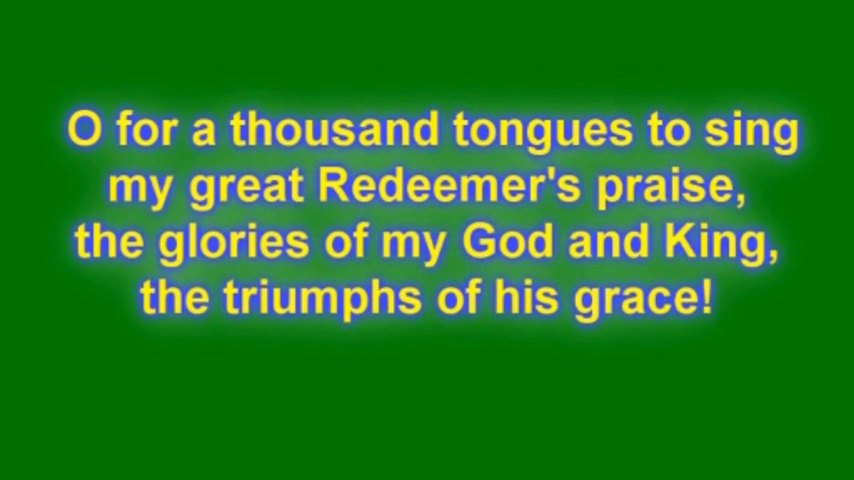 O for a thousand tongues to sing
my great Redeemer's praise,
the glories of my God and King,
the triumphs of his grace!